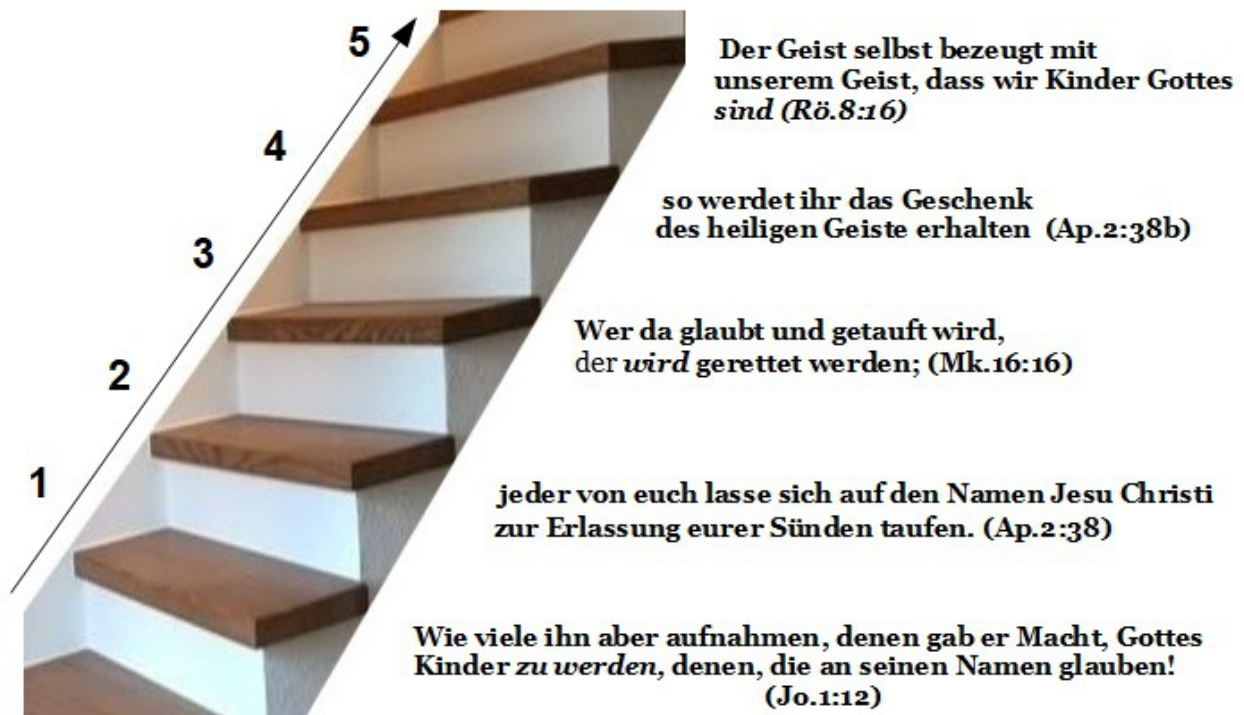 5
Der Geist selbst bezeugt mit
unserem Geist, dass wir Kinder Gottes
sind (Rö.8:16)
4
so werdet ihr das Geschenk
des heiligen Geiste erhalten (Ap.2:38b)
3
Wer da glaubt und getauft wird,
der wird gerettet werden; (Mk.16:16)
2
jeder von euch lasse sich auf den Namen Jesu Christi
zur Erlassung eurer Sünden taufen. (Ap.2:38)
1
Wie viele ihn aber aufnahmen, denen gab er Macht, Gottes
Kinder zu werden, denen, die an seinen Namen glauben!
(Jo.1:12)